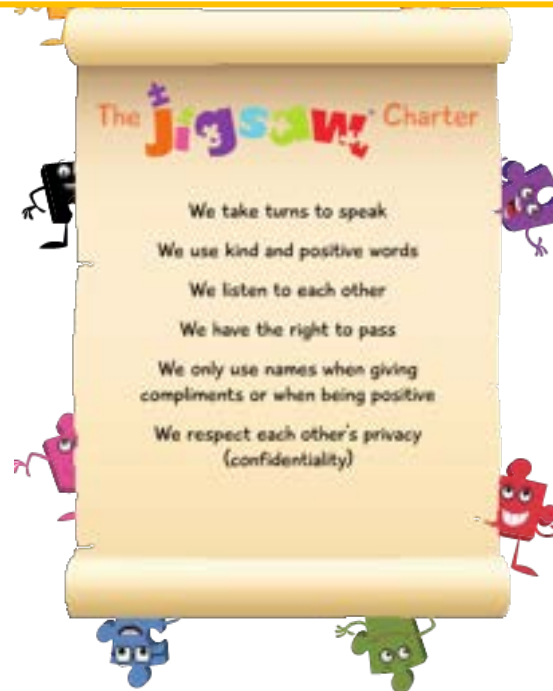 The Jigsaw Charter
We take turns to speak
We use kind and positive words
We listen to each other
We have the right to pass
We only use names when giving
compliments or when being positive
We respect each other's privacy
(confidentiality)